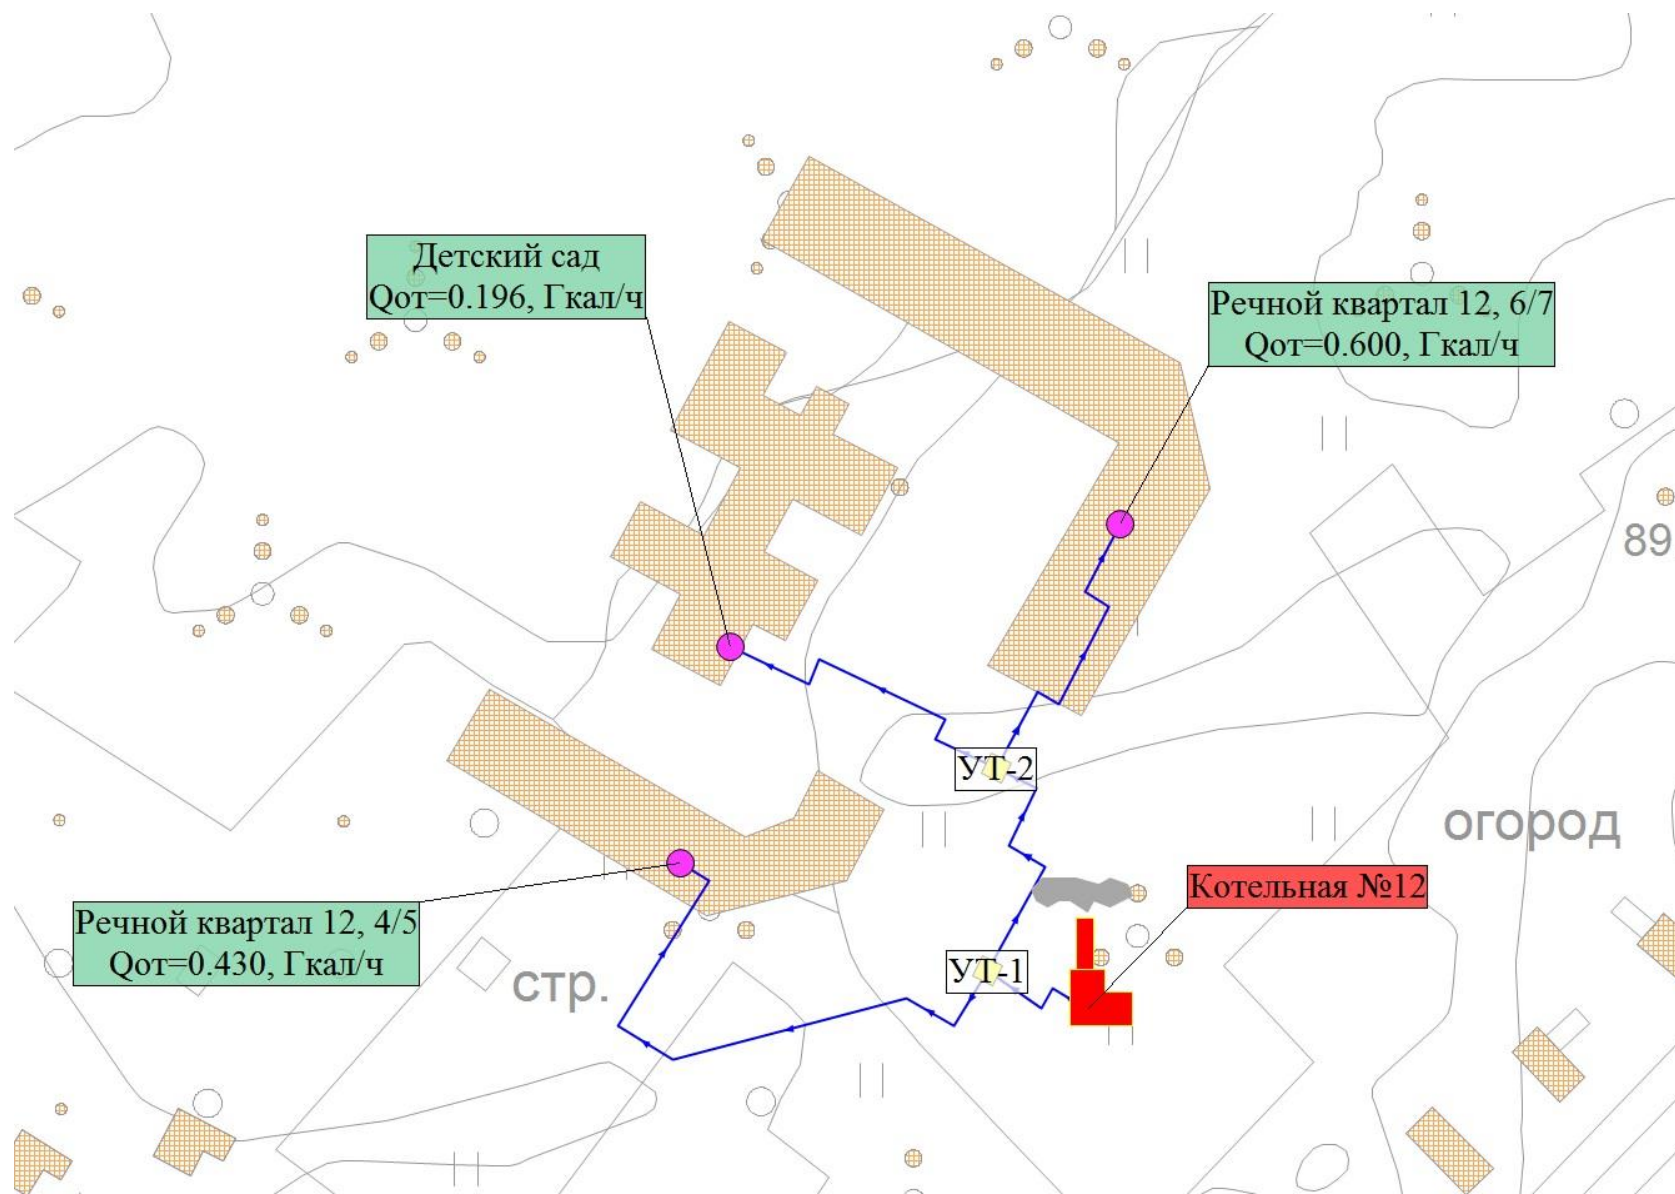 Детский сад
Qот=0.196, Гкал/ч
Речной квартал 12, 6/7
Qот=0.600, Гкал/ч
89
УТ-2
огород
Котельная №12
Речной квартал 12, 4/5
Qот=0.430, Гкал/ч
УТ-1
стр.